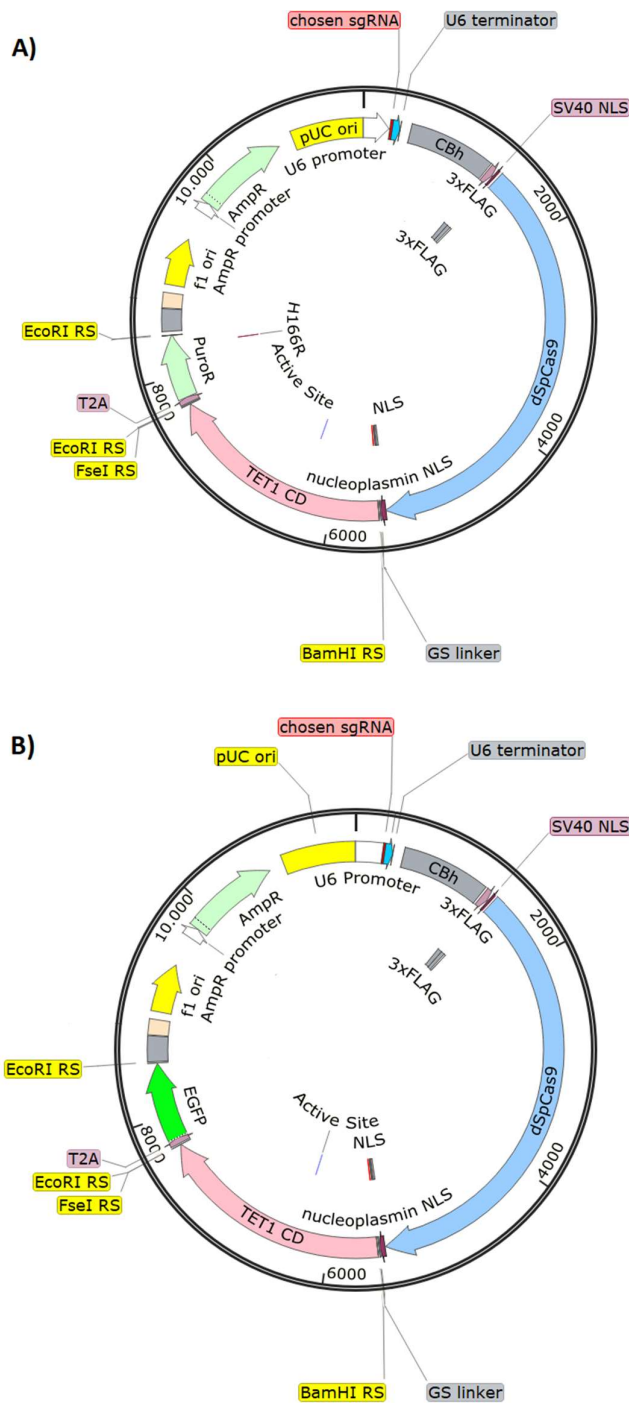 A)
chosen sgRNA
U6 terminator
SV40 NLS
pUC ori
U6 promoter
CBh
3xFLAG
3xFLAG
2000
dSpCas9
4000
10.000
AmpR
AmpR promoter
f1 ori
EcoRI RS
PuroR
H166R
Active Site
8000
T2A
EcoRI RS
FseI RS
NLS
nucleoplasmin NLS
TET1 CD
6000
BamHI RS
GS linker
B)
chosen sgRNA
pUC ori
U6 terminator
SV40 NLS
U6 Promoter
CBh
3xFLAG
3xFLAG
2000
dSpCas9
4000
10.000
AmpR
AmpR promoter
f1 ori
EcoRI RS
EGFP
Active Site
8000
T2A
EcoRI RS
FseI RS
NLS
nucleoplasmin NLS
TET1 CD
6000
BamHI RS
GS linker